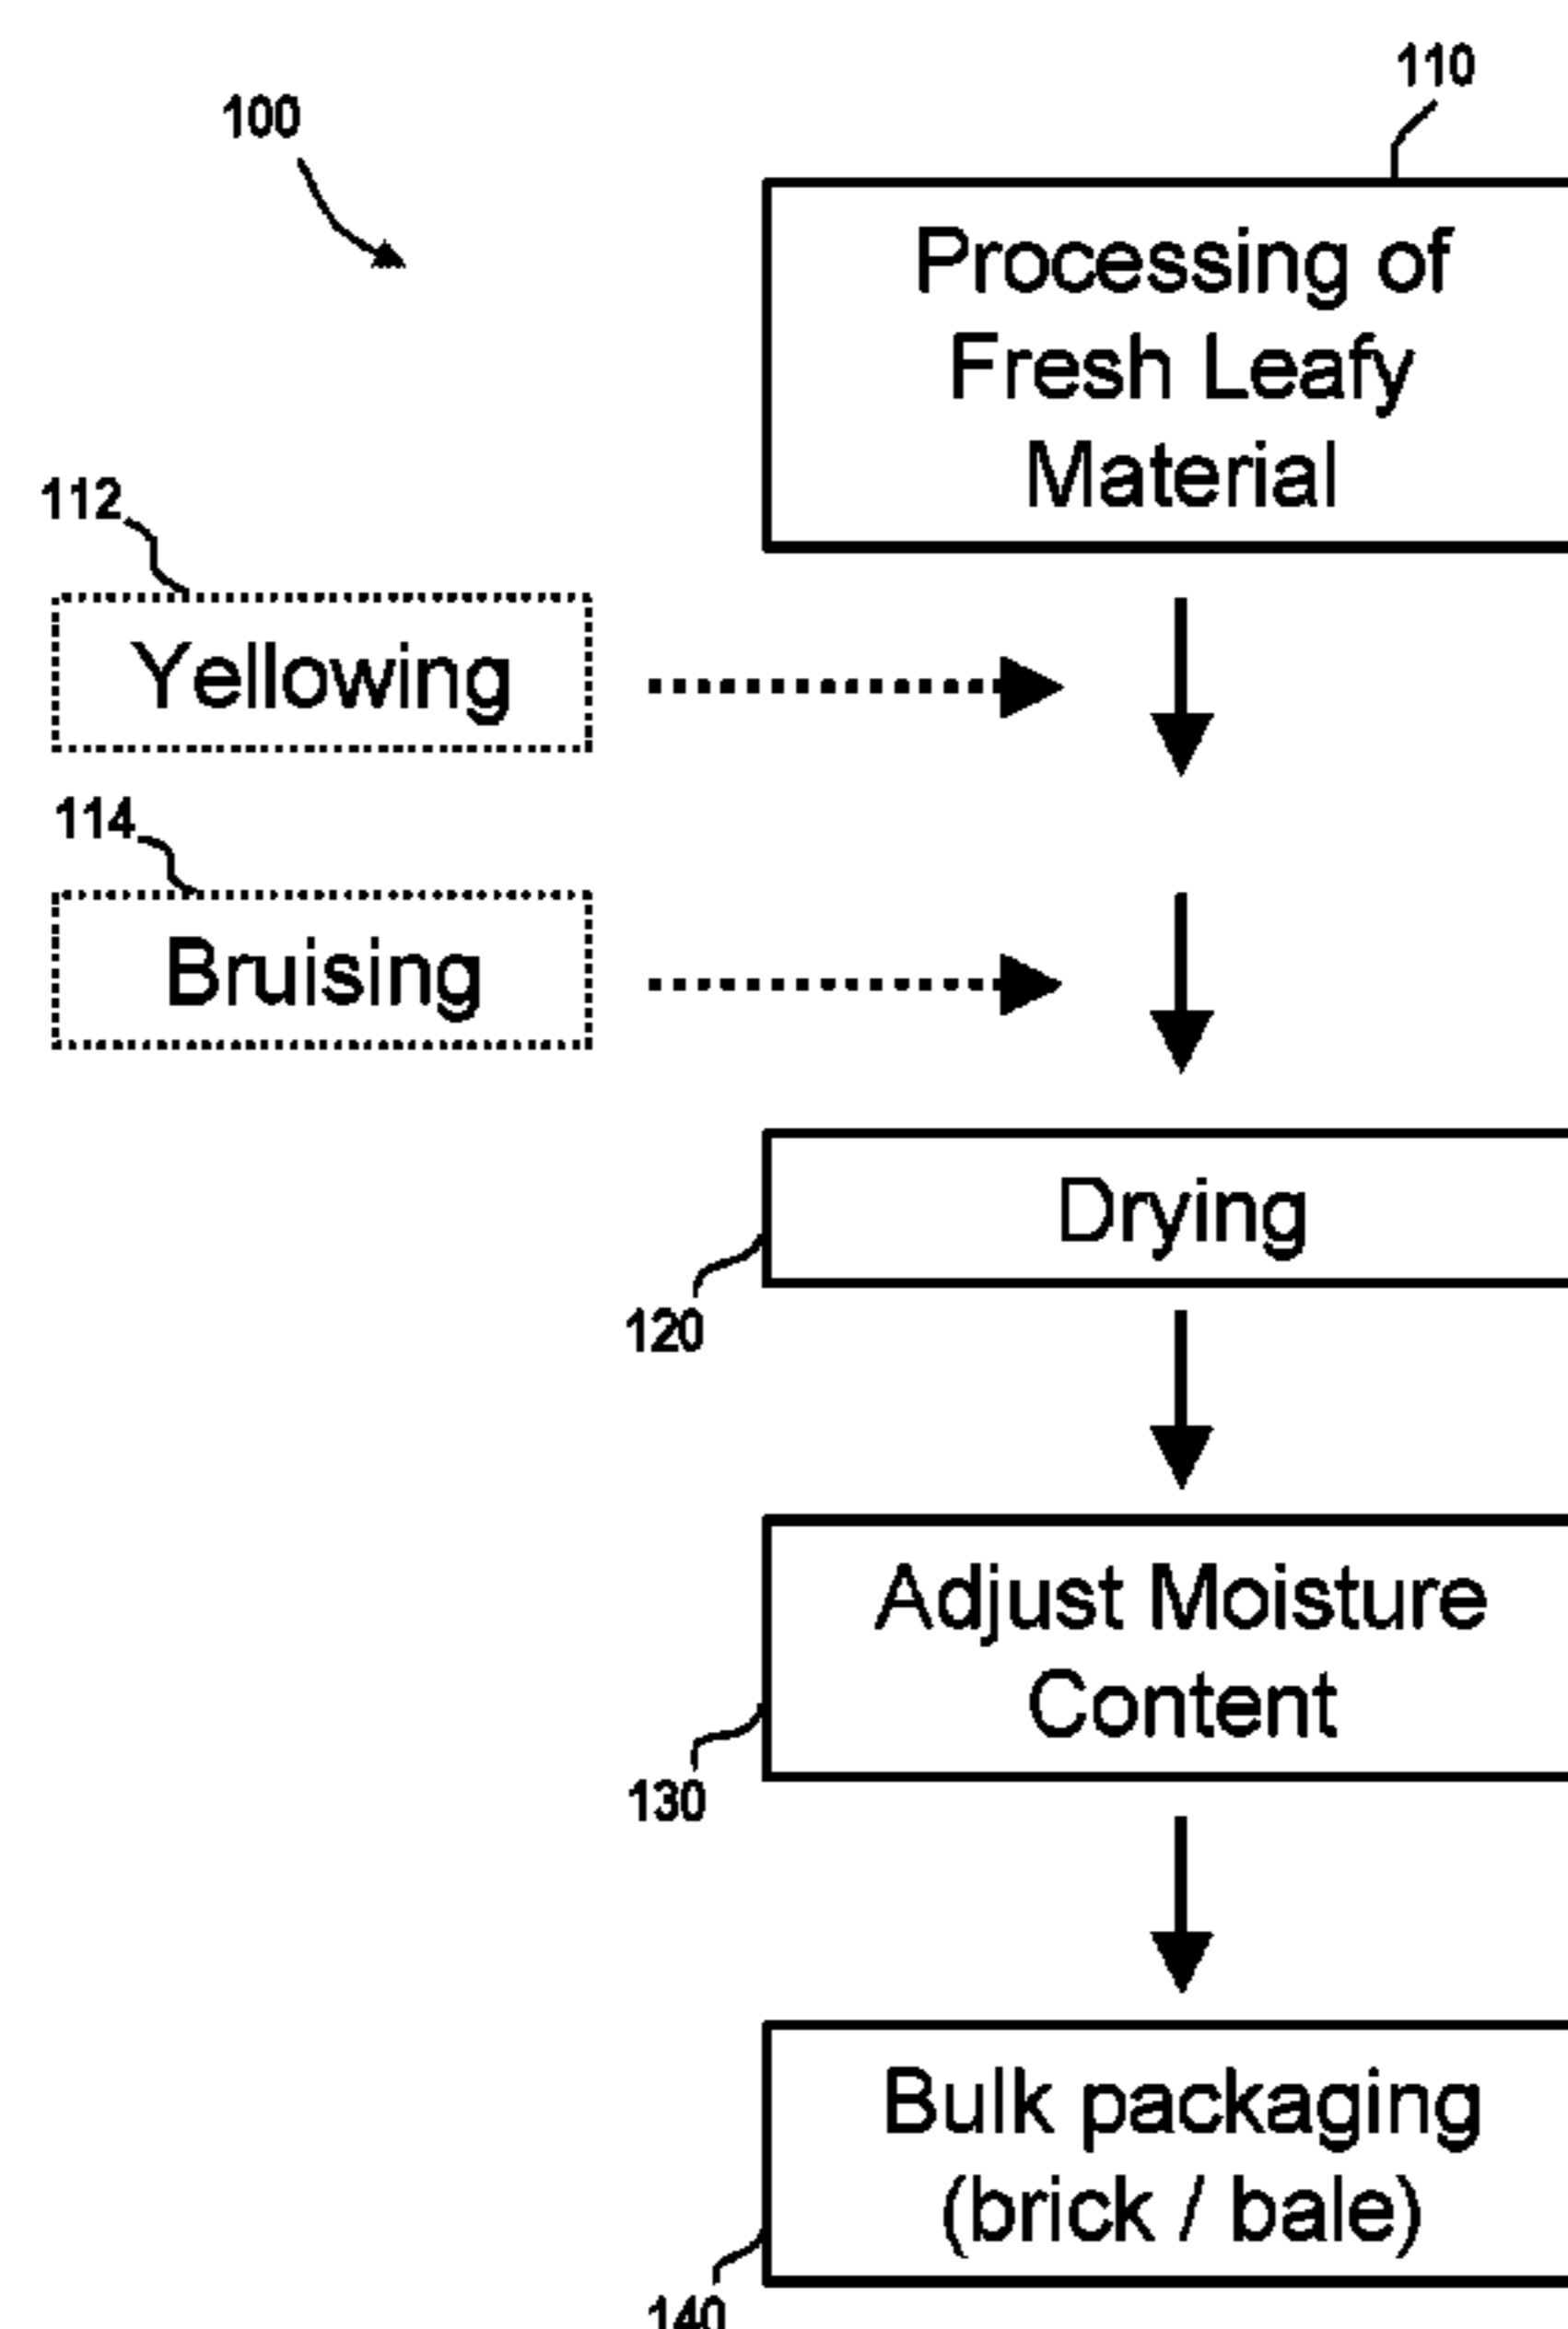 100
110
Processing of
Fresh Leafy
Material
112
Yellowing
114
Bruising
Drying
120
Adjust Moisture
Content
130
Bulk packaging
(brick / bale)
140